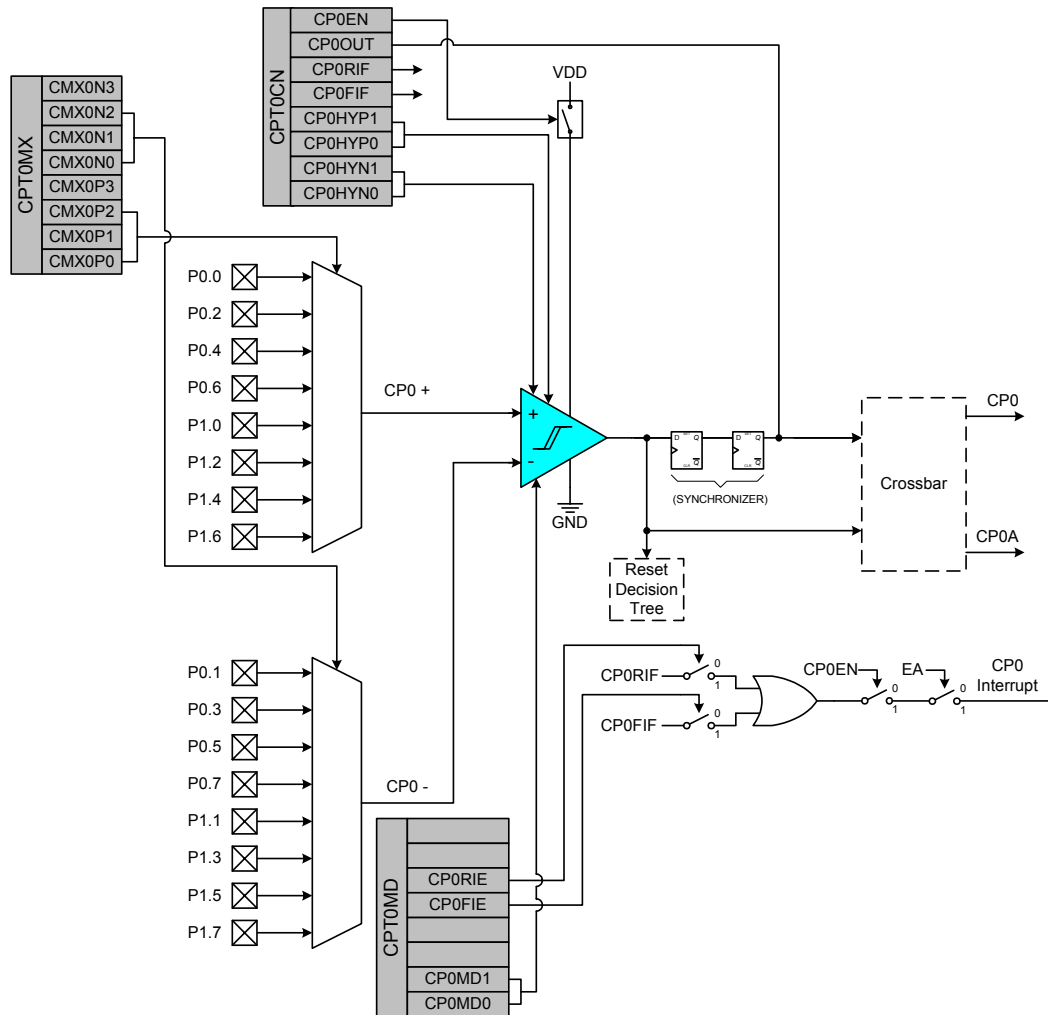 CPT0CN
CP0EN
CP0OUT
CP0RIF
CP0FIF
CP0HYP1
CP0HYP0
CP0HYN1
CP0HYN0
VDD
CPT0MX
CMX0N3
CMX0N2
CMX0N1
CMX0N0
CMX0P3
CMX0P2
CMX0P1
CMX0P0
P0.0
P0.2
P0.4
P0.6
P1.0
P1.2
P1.4
P1.6
CP0 +
+
-
GND
D SET Q
CLR Q
D SET Q
CLR Q
(SYNCHRONIZER)
Crossbar
CP0
CP0A
Reset
Decision
Tree
P0.1
P0.3
P0.5
P0.7
P1.1
P1.3
P1.5
P1.7
CP0 -
CP0RIF
0
1
CP0FIF
0
1
CP0EN
0
1
EA
0
1
CP0
Interrupt
CPT0MD
CP0RIE
CP0FIE
CP0MD1
CP0MD0